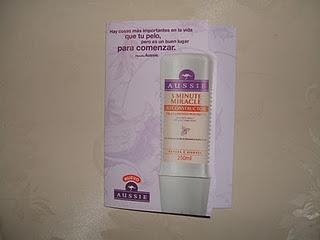 Hay cosas más importantes en la vida
que tu pelo,
pero es un buen lugar
para comenzar.
AUSSIE
3 MINUTE
MIRACLE
RECONSTRUCTOR
250ml
NUEVO
AUSSIE